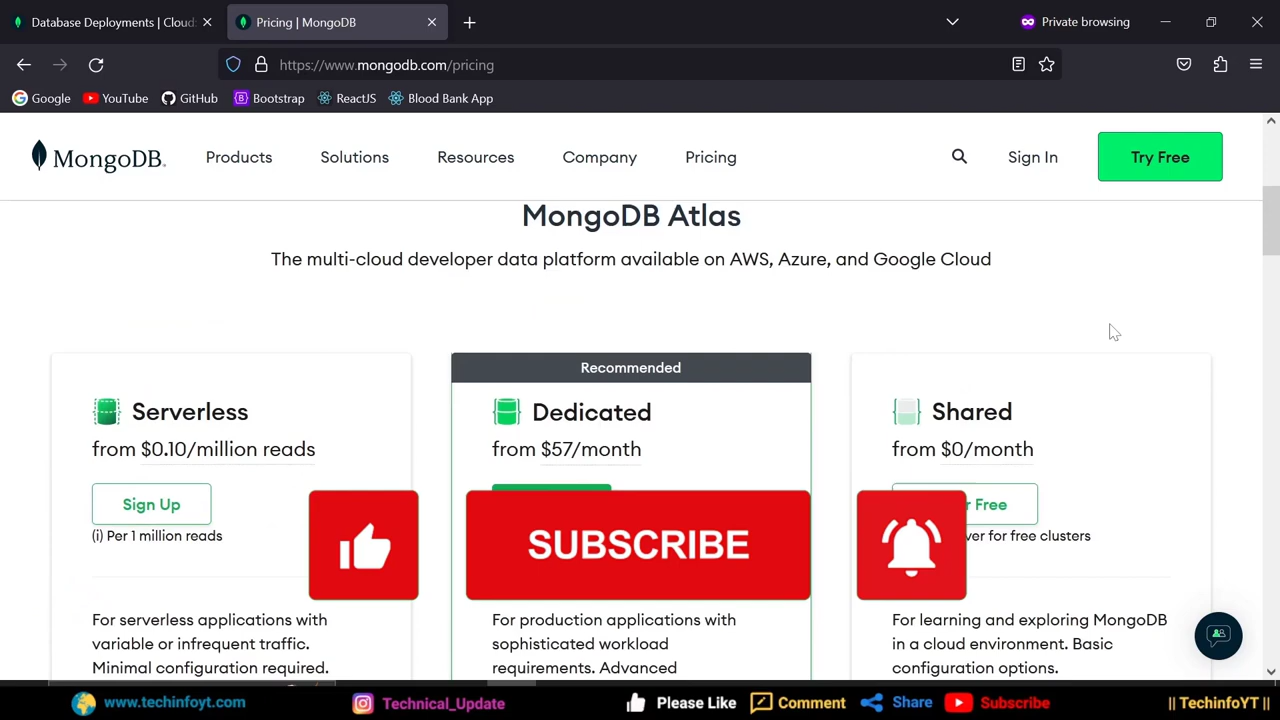 Database Deployments | Cloud:
Pricing | MongoDB
Private browsing
https://www.mongodb.com/pricing
Google
YouTube
GitHub
Bootstrap
ReactJS
Blood Bank App
MongoDB.
Products
Solutions
Resources
Company
Pricing
Sign In
Try Free
MongoDB Atlas
The multi-cloud developer data platform available on AWS, Azure, and Google Cloud
Serverless
from $0.10/million reads
Sign Up
(i) Per 1 million reads
For serverless applications with
variable or infrequent traffic.
Minimal configuration required.
Recommended
Dedicated
from $57/month
For production applications with
sophisticated workload
requirements. Advanced
Shared
from $0/month
Free
for free clusters
For learning and exploring MongoDB
in a cloud environment. Basic
configuration options.
SUBSCRIBE
www.techinfoyt.com
Technical_Update
Please Like
Comment
Share
Subscribe
|| TechinfoYT ||